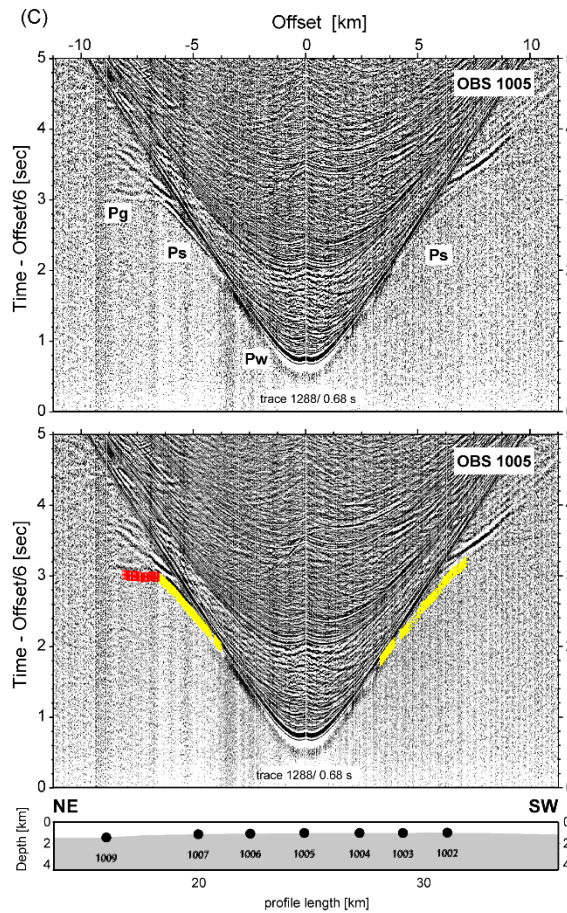 (C)
Offset [km]
-10 -5 0 5 10
Time - Offset/6 [sec]
5
4
3
2
1
0
OBS 1005
Pg
Ps
Ps
Pw
trace 1288/ 0.68 s
Time - Offset/6 [sec]
5
4
3
2
1
0
OBS 1005
trace 1288/ 0.68 s
NE SW
Depth [km]
0
2
4
0
2
4
1009 1007 1006 1005 1004 1003 1002
20 30
profile length [km]